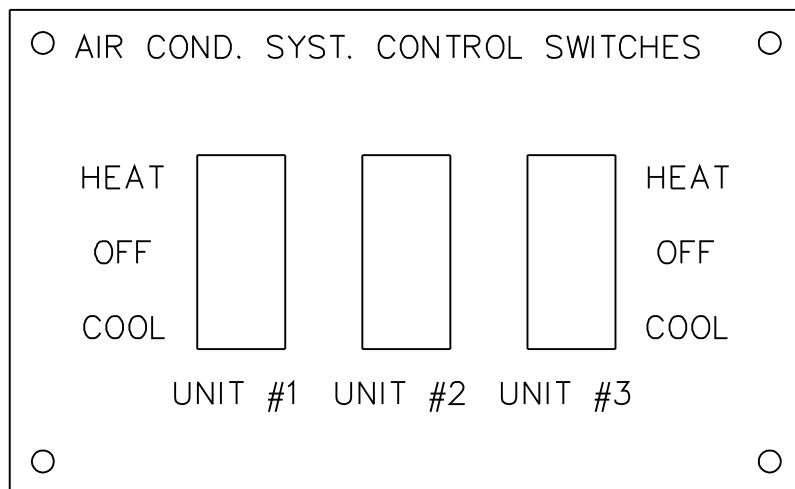 AIR COND. SYST. CONTROL SWITCHES
HEAT HEAT
OFF OFF
COOL COOL
UNIT #1 UNIT #2 UNIT #3